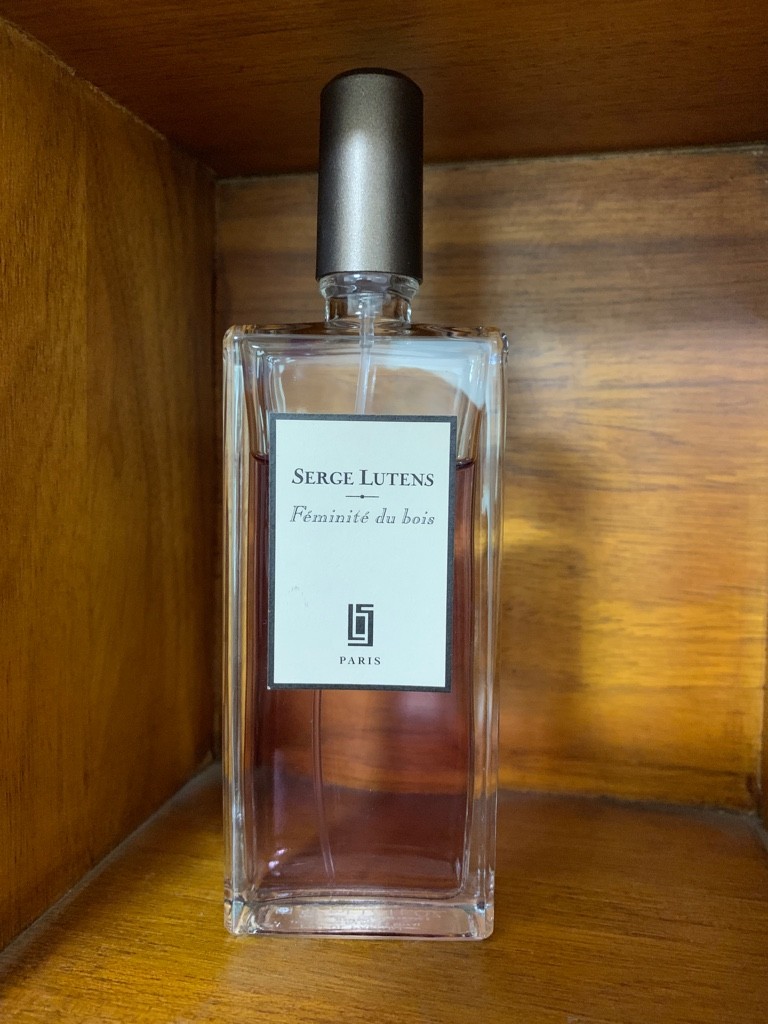 SERGE LUTENS
Féminité du bois
PARIS